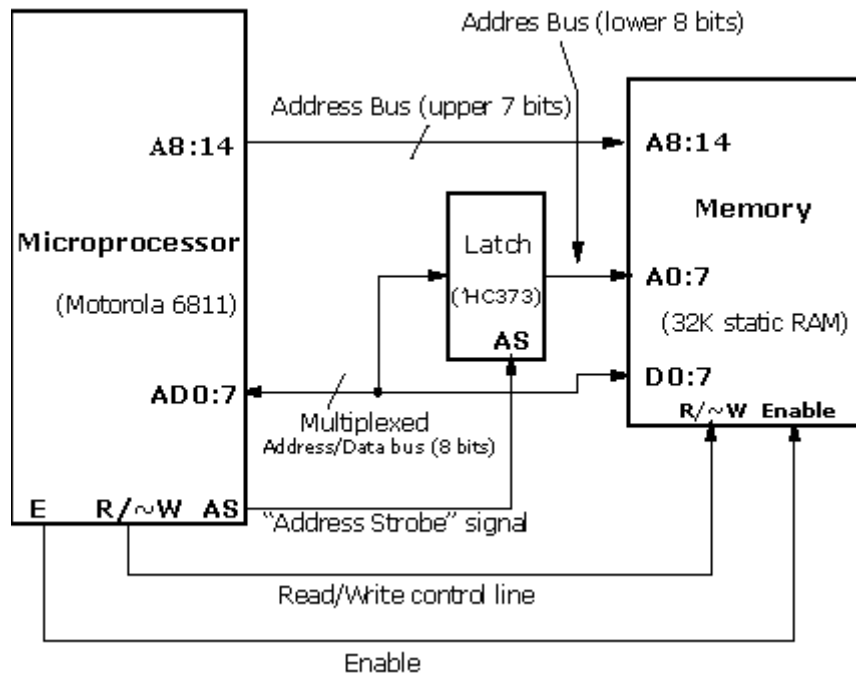 Addres Bus (lower 8 bits)
Address Bus (upper 7 bits)
A8:14
A8:14
Microprocessor
(Motorola 6811)
Latch
('HC373)
AS
Memory
A0:7
(32K static RAM)
AD0:7
D0:7
R/~W Enable
Multiplexed
Address/Data bus (8 bits)
E R/~W AS
"Address Strobe" signal
Read/Write control line
Enable